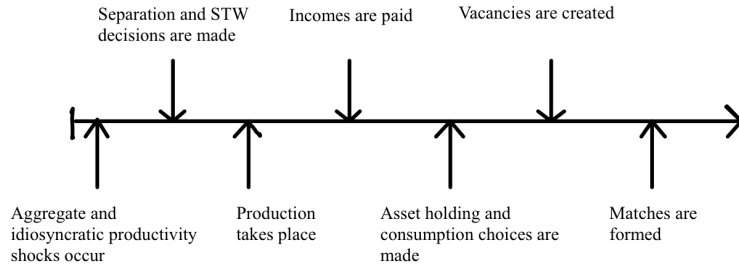 Separation and STW
decisions are made
Incomes are paid
Vacancies are created
Aggregate and
idiosyncratic productivity
shocks occur
Production
takes place
Asset holding and
consumption choices are
made
Matches are
formed